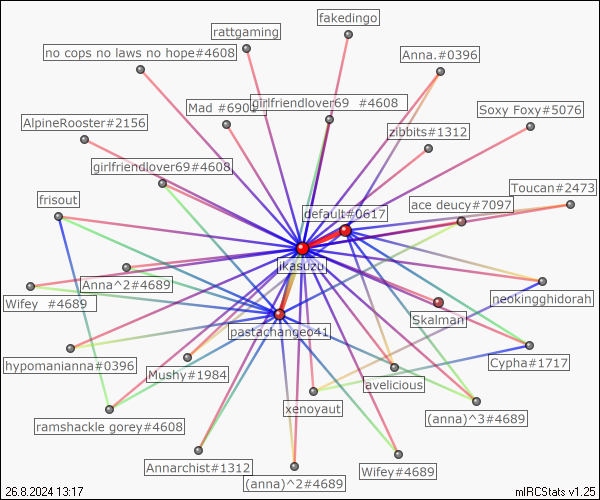 fakedingo
rattgaming
no cops no laws no hope#4608
Anna.#0396
Mad #6904
girlfriendlover69 #4608
Soxy Foxy#5076
AlpineRooster#2156
zibbits#1312
girlfriendlover69#4608
Toucan#2473
frisout
ace deucy#7097
default#0617
jkasuzu
Anna^2#4689
neokingghidorah
Wifey #4689
Skalman
pastachange041
Cypha#1717
hypomanianna#0396
Mushy#1984
avelicious
xenoyaut
(anna)^3#4689
ramshackle gorey#4608
Annarchist#1312
Wifey#4689
(anna)^2#4689
26.8.2024 13:17
mIRCStats v1.25